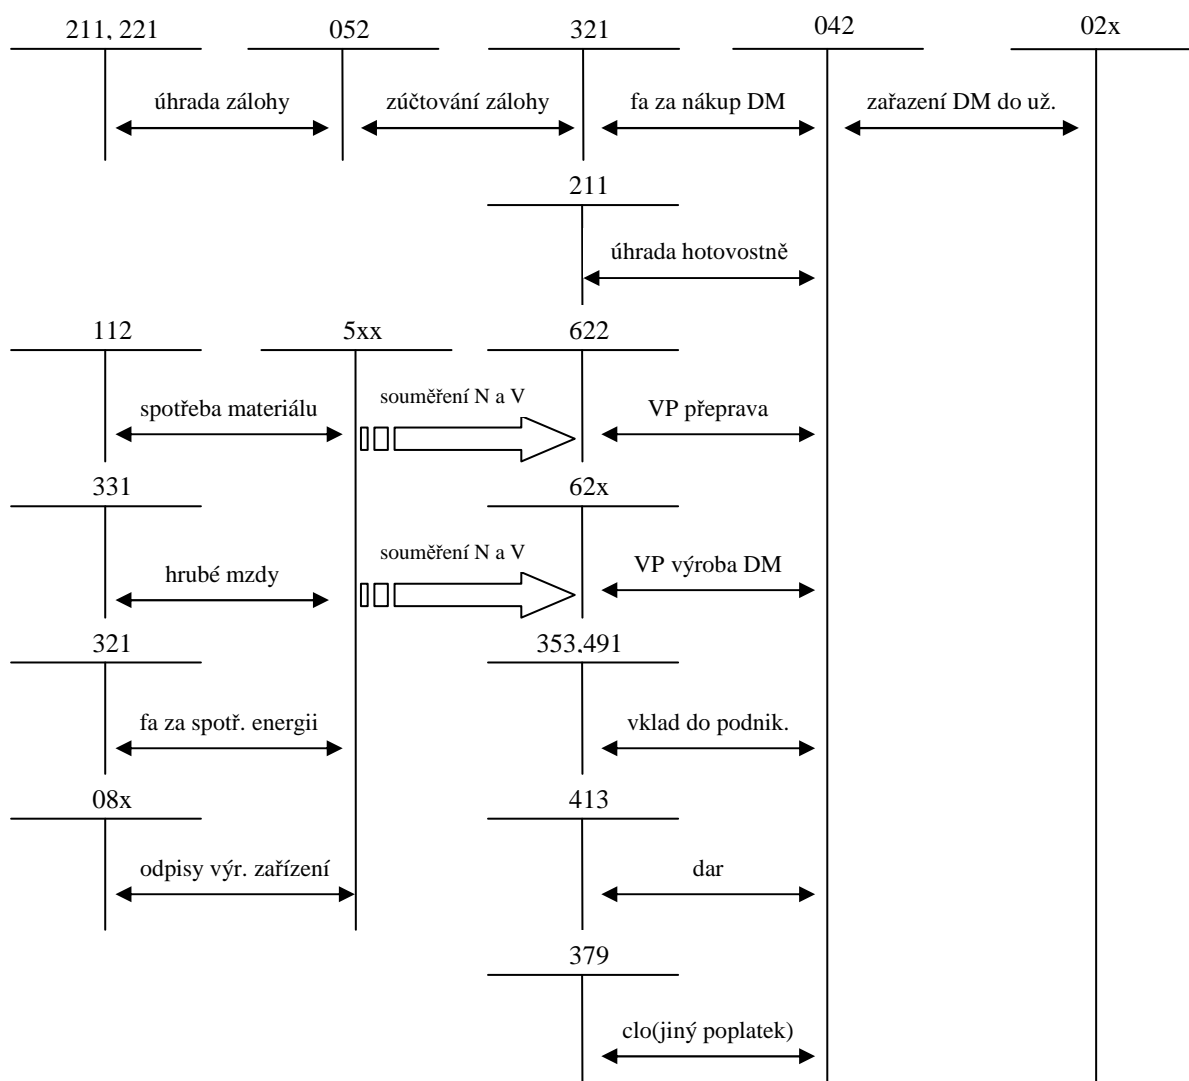 211, 221
052
321
042
02x
úhrada zálohy
zúčtování zálohy
fa za nákup DM
zařazení DM do už.
211
úhrada hotovostně
112
5xx
622
spotřeba materiálu
souměření N a V
VP přeprava
331
62x
hrubé mzdy
souměření N a V
VP výroba DM
321
353,491
fa za spotř. energii
vklad do podnik.
08x
413
odpisy výr. zařízení
dar
379
clo(jiný poplatek)